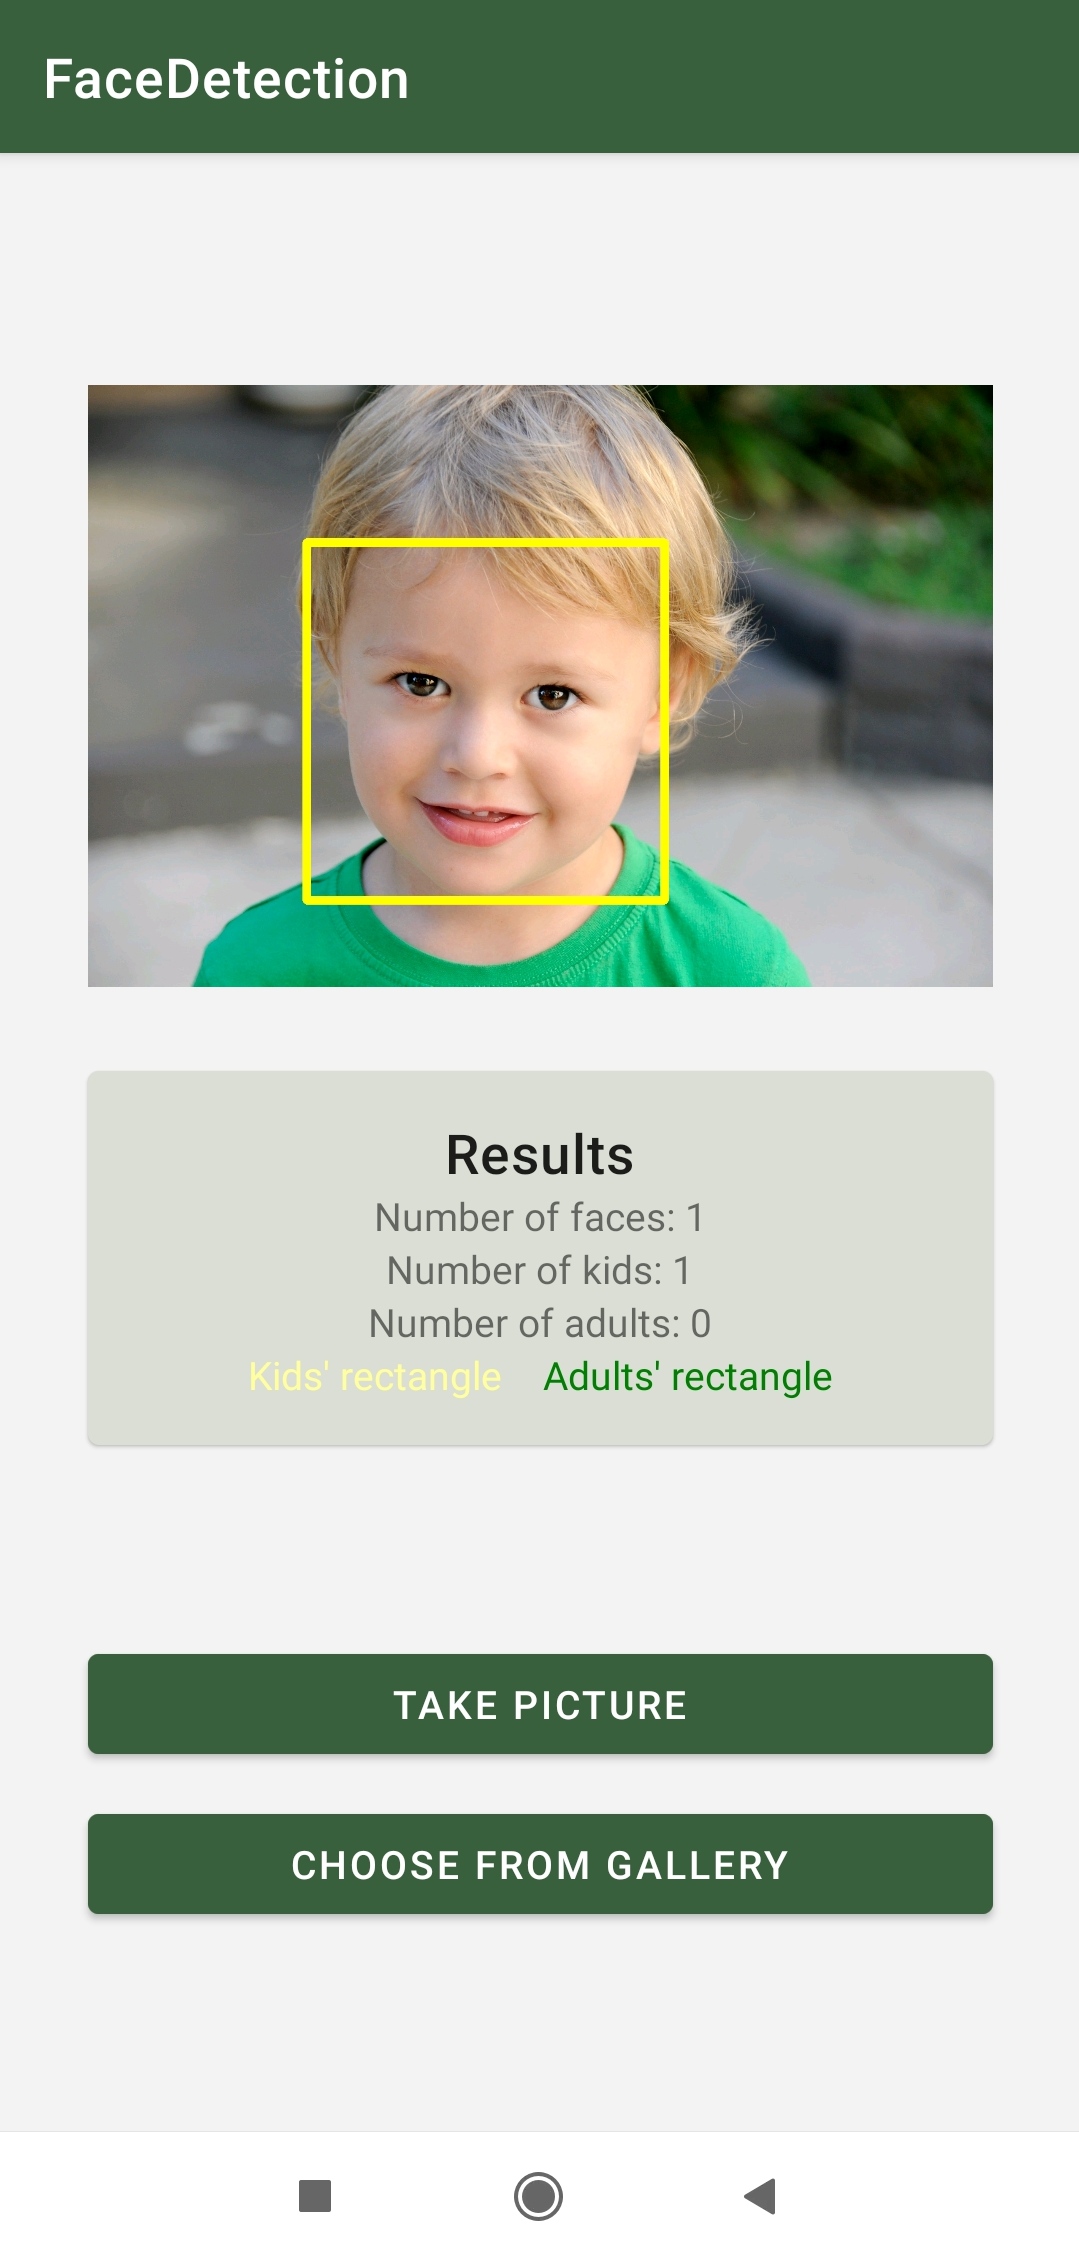 FaceDetection
Results
Number of faces: 1
Number of kids: 1
Number of adults: 0
Kids' rectangle Adults' rectangle
TAKE PICTURE
CHOOSE FROM GALLERY